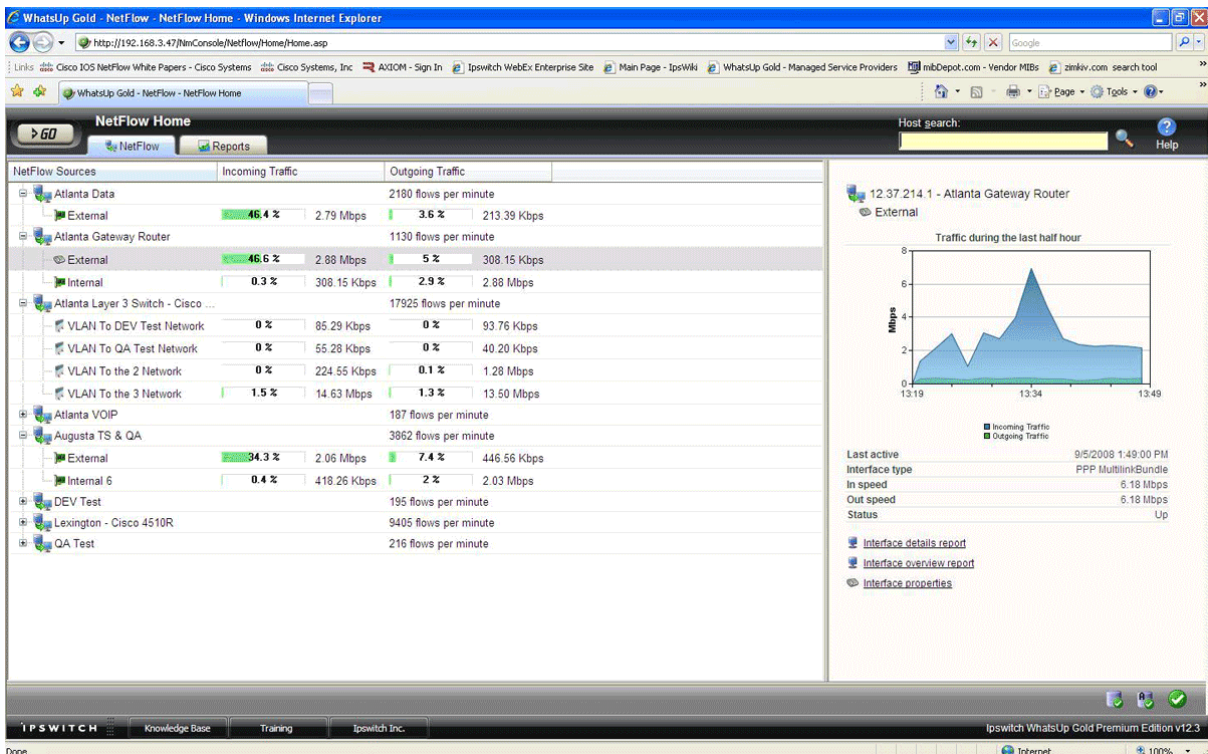 WhatsUp Gold - NetFlow - NetFlow Home - Windows Internet Explorer
http://192.168.3.47/NmConsole/Netflow/Home/Home.asp
Google
Links Cisco IOS NetFlow White Papers - Cisco Systems Cisco Systems, Inc AXIOM - Sign In Ipswitch WebEx Enterprise Site Main Page - IpsWiki WhatsUp Gold - Managed Service Providers mibDepot.com - Vendor MIBs zimkiv.com search tool
WhatsUp Gold - NetFlow - NetFlow Home
Page Tools
GO
NetFlow Home
Host search:
NetFlow Reports
Help
NetFlow Sources Incoming Traffic Outgoing Traffic
Atlanta Data 2180 flows per minute
External 46.4 % 2.79 Mbps 3.6 % 213.39 Kbps
Atlanta Gateway Router 1130 flows per minute
External 46.6 % 2.88 Mbps 5 % 308.15 Kbps
Internal 0.3 % 308.15 Kbps 2.9 % 2.88 Mbps
Atlanta Layer 3 Switch - Cisco ... 17925 flows per minute
VLAN To DEV Test Network 0 % 85.29 Kbps 0 % 93.76 Kbps
VLAN To QA Test Network 0 % 55.28 Kbps 0 % 40.20 Kbps
VLAN To the 2 Network 0 % 224.55 Kbps 0.1 % 1.28 Mbps
VLAN To the 3 Network 1.5 % 14.63 Mbps 1.3 % 13.50 Mbps
Atlanta VOIP 187 flows per minute
Augusta TS & QA 3862 flows per minute
External 34.3 % 2.06 Mbps 7.4 % 446.56 Kbps
Internal 6 0.4 % 418.26 Kbps 2 % 2.03 Mbps
DEV Test 195 flows per minute
Lexington - Cisco 4510R 9405 flows per minute
QA Test 216 flows per minute
12.37.214.1 - Atlanta Gateway Router
External
Traffic during the last half hour
Mbps
8
6
4
2
0
13:19 13:34 13:49
Incoming Traffic
Outgoing Traffic
Last active 9/5/2008 1:49:00 PM
Interface type PPP MultilinkBundle
In speed 6.18 Mbps
Out speed 6.18 Mbps
Status Up
Interface details report
Interface overview report
Interface properties
IPSWITCH Knowledge Base Training Ipswitch Inc. Ipswitch WhatsUp Gold Premium Edition v12.3
Done Internet 100%